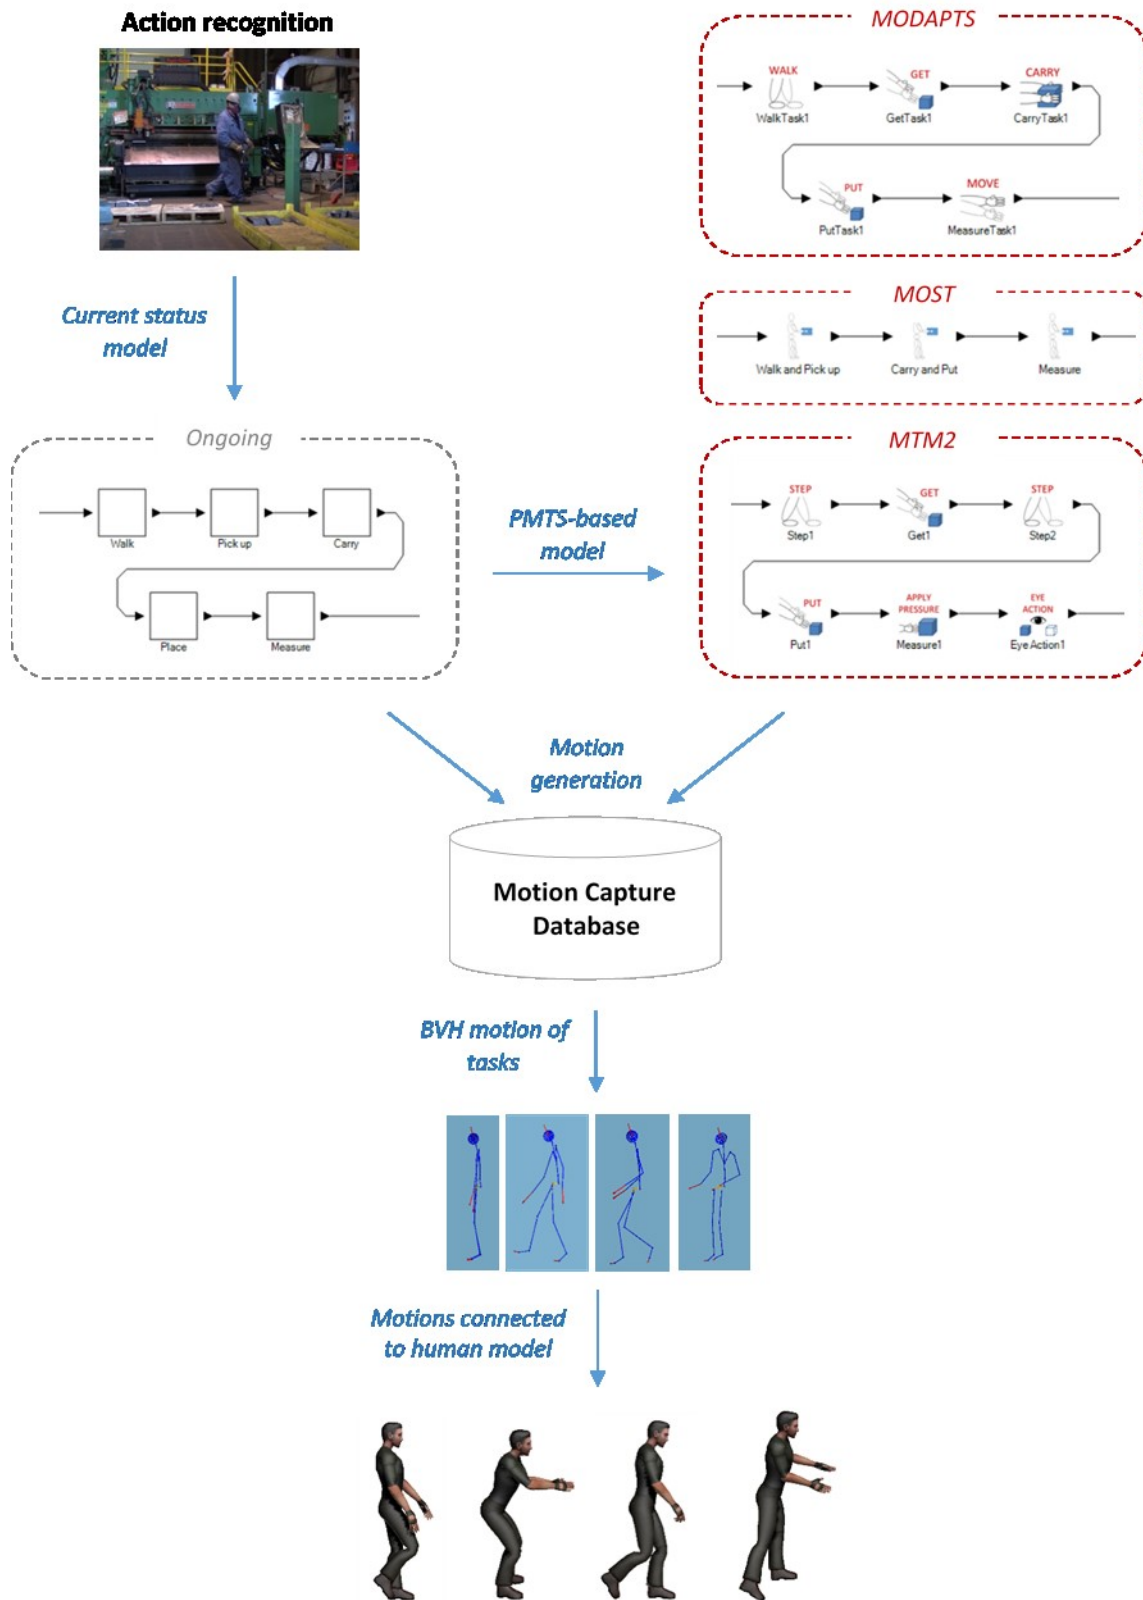 Action recognition
MODAPTS
WALK
GET
CARRY
WalkTask1
GetTask1
CarryTask1
PUT
MOVE
PutTask1
MeasureTask1
Current status
model
MOST
Walk and Pick up
Carry and Put
Measure
Ongoing
Walk
Pick up
Carry
Place
Measure
PMTS-based
model
MTM2
STEP
GET
STEP
Step1
Get1
Step2
PUT
APPLY
PRESSURE
EYE
ACTION
Put1
Measure1
Eye Action1
Motion
generation
Motion Capture
Database
BVH motion of
tasks
Motions connected
to human model